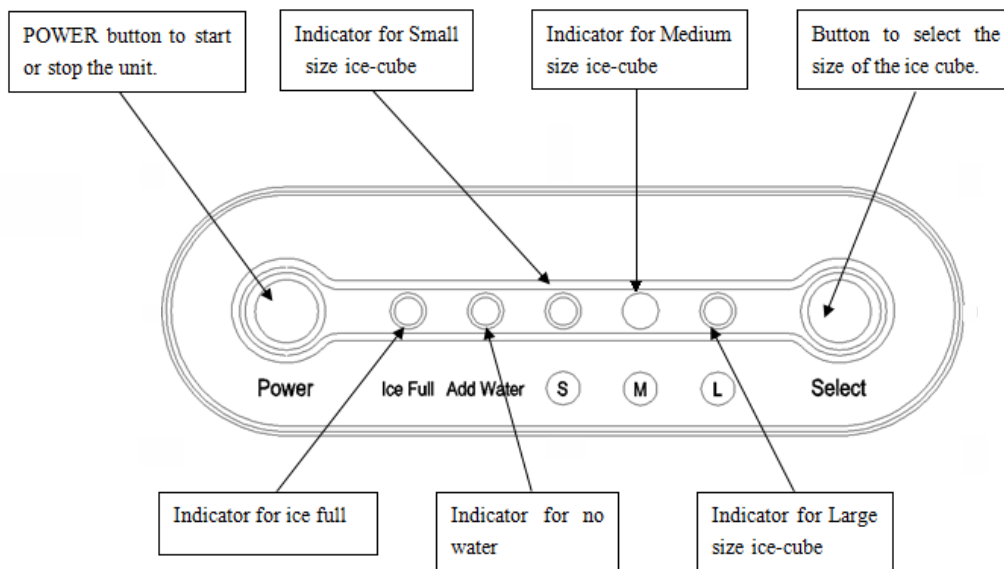 POWER button to start
or stop the unit.
Indicator for Small
size ice-cube
Indicator for Medium
size ice-cube
Button to select the
size of the ice cube.
Power
Ice Full
Add Water
S
M
L
Select
Indicator for ice full
Indicator for no
water
Indicator for Large
size ice-cube